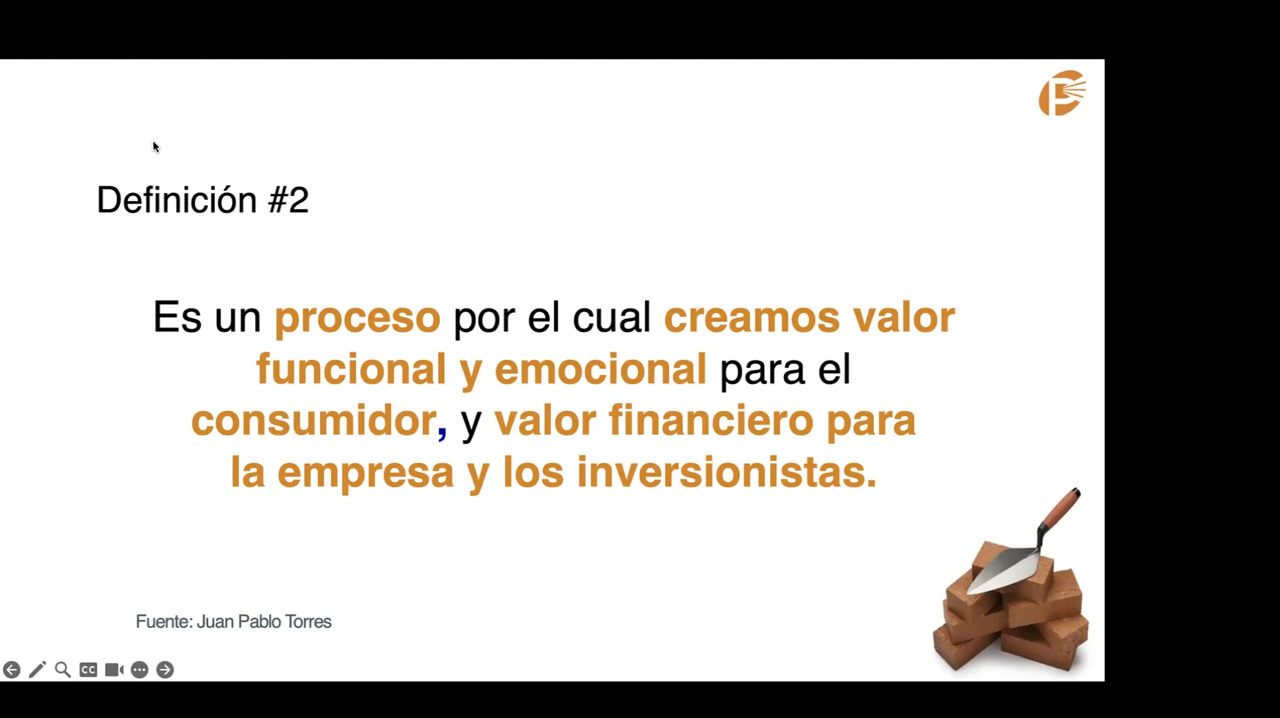 Definición #2
Es un proceso por el cual creamos valor
funcional y emocional para el
consumidor, y valor financiero para
la empresa y los inversionistas.
Fuente: Juan Pablo Torres
CC